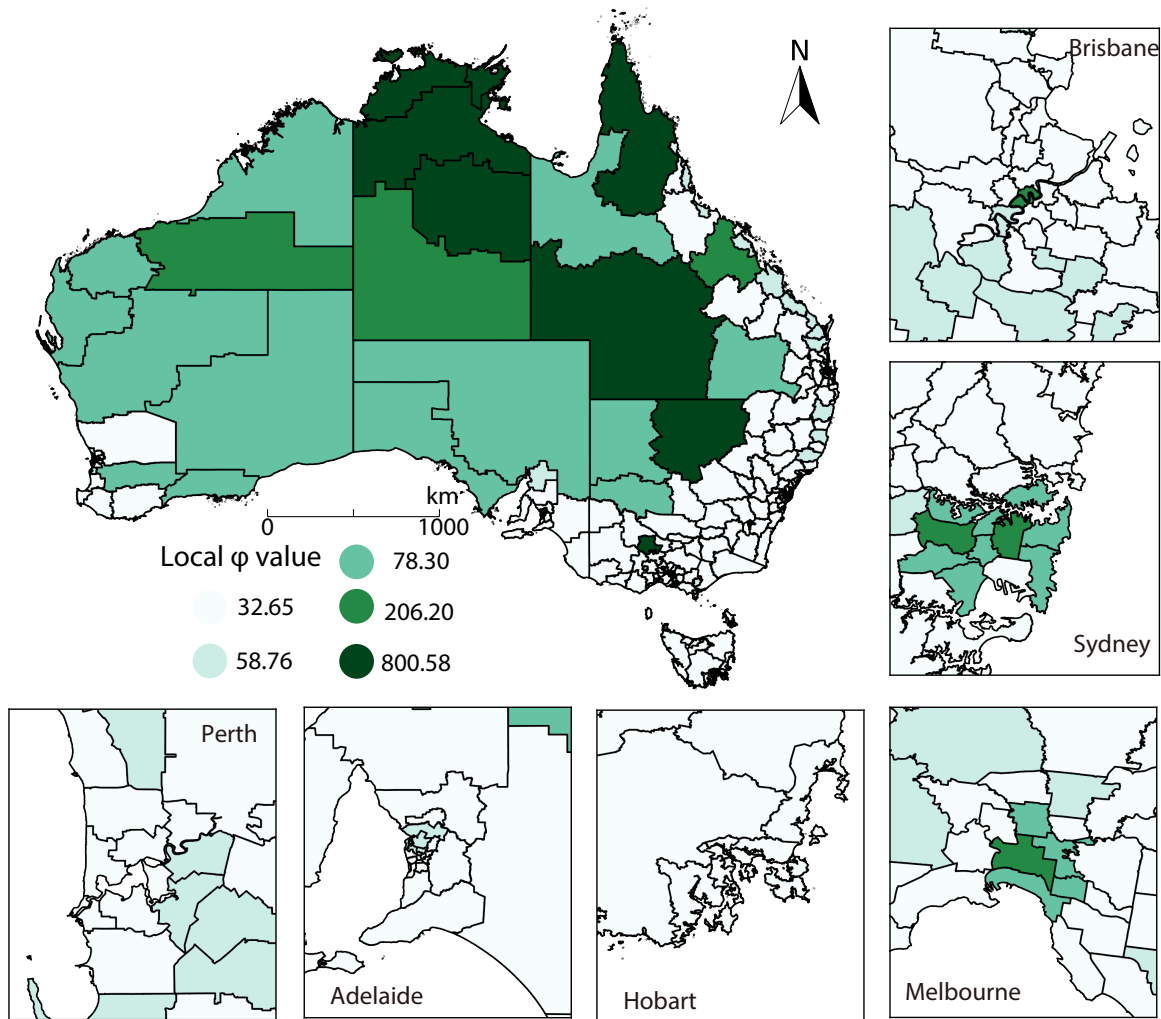 N
Brisbane
Sydney
km
0 1000
Local φ value
78.30
32.65
206.20
58.76
800.58
Perth
Adelaide
Hobart
Melbourne